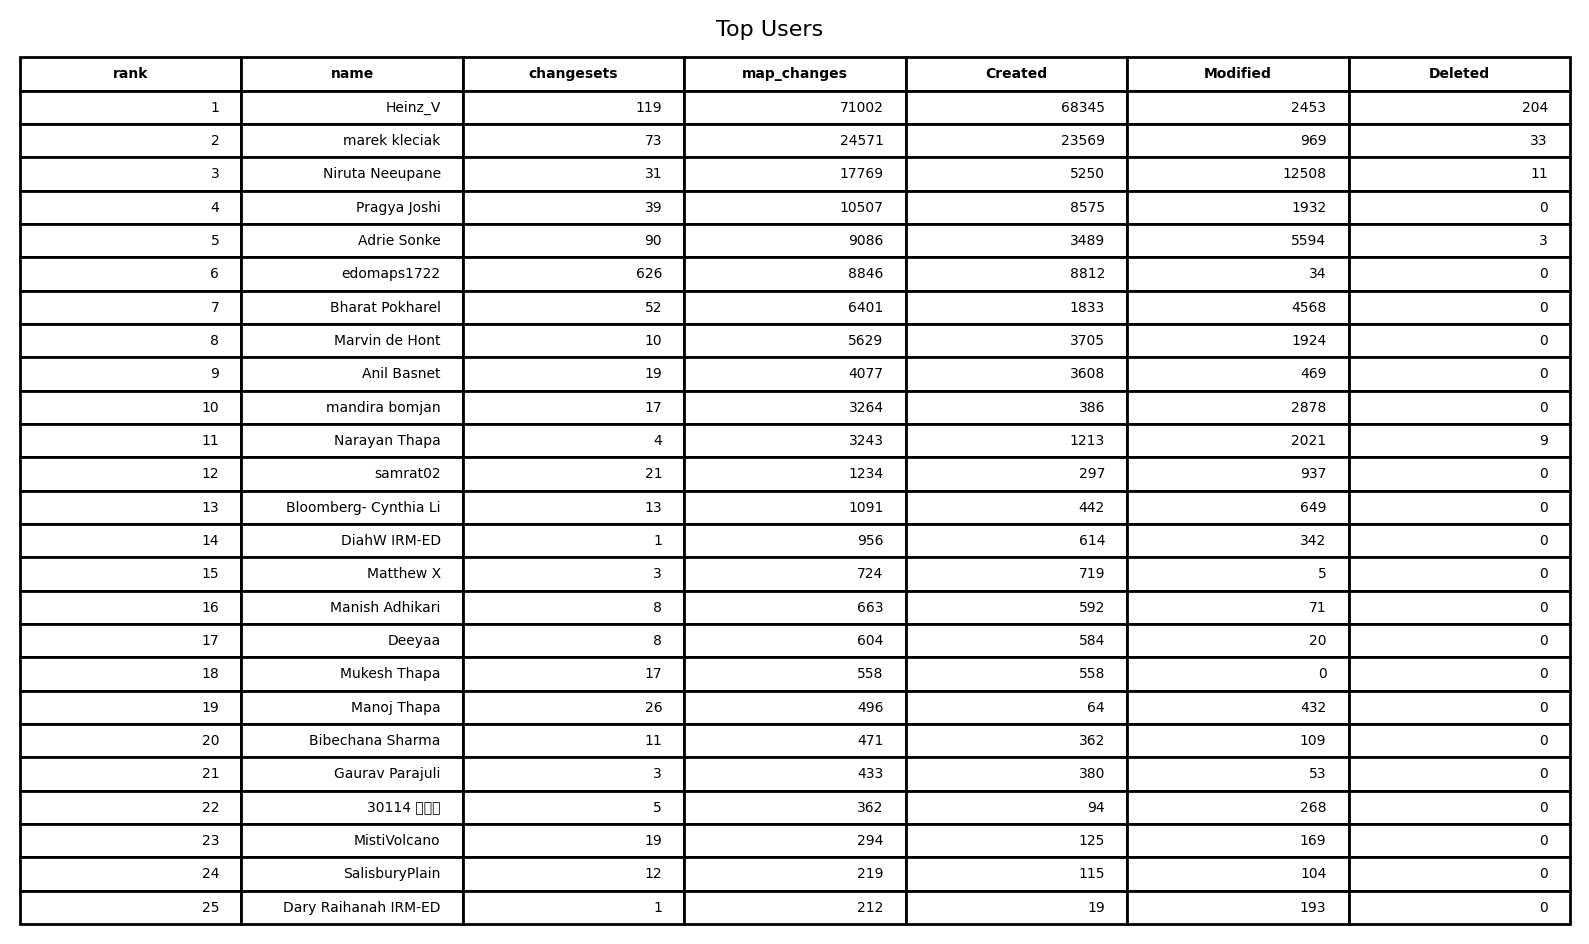 Top Users
rank name changesets map_changes Created Modified Deleted
1 Heinz_V 119 71002 68345 2453 204
2 marek kleciak 73 24571 23569 969 33
3 Niruta Neeupane 31 17769 5250 12508 11
4 Pragya Joshi 39 10507 8575 1932 0
5 Adrie Sonke 90 9086 3489 5594 3
6 edomaps1722 626 8846 8812 34 0
7 Bharat Pokharel 52 6401 1833 4568 0
8 Marvin de Hont 10 5629 3705 1924 0
9 Anil Basnet 19 4077 3608 469 0
10 mandira bomjan 17 3264 386 2878 0
11 Narayan Thapa 4 3243 1213 2021 9
12 samrat02 21 1234 297 937 0
13 Bloomberg- Cynthia Li 13 1091 442 649 0
14 DiahW IRM-ED 1 956 614 342 0
15 Matthew X 3 724 719 5 0
16 Manish Adhikari 8 663 592 71 0
17 Deeyaa 8 604 584 20 0
18 Mukesh Thapa 17 558 558 0 0
19 Manoj Thapa 26 496 64 432 0
20 Bibechana Sharma 11 471 362 109 0
21 Gaurav Parajuli 3 433 380 53 0
22 30114 5 362 94 268 0
23 MistiVolcano 19 294 125 169 0
24 SalisburyPlain 12 219 115 104 0
25 Dary Raihanah IRM-ED 1 212 19 193 0